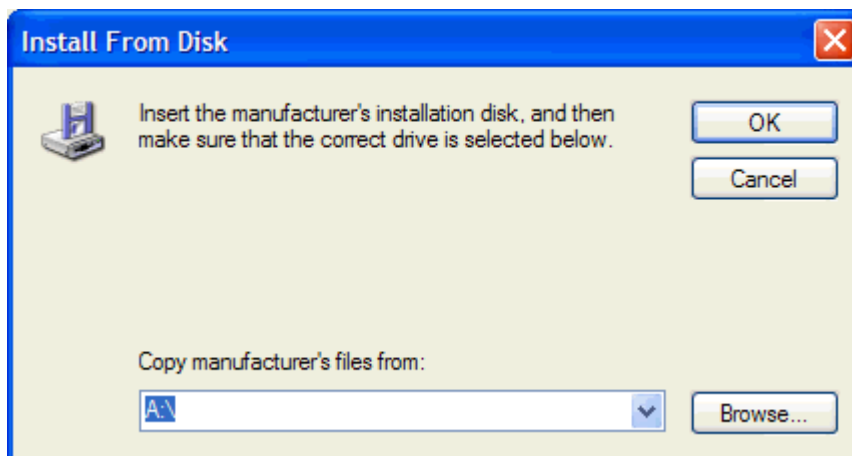 Install From Disk
Insert the manufacturer's installation disk, and then
make sure that the correct drive is selected below.
OK
Cancel
Copy manufacturer's files from:
A:\
Browse...